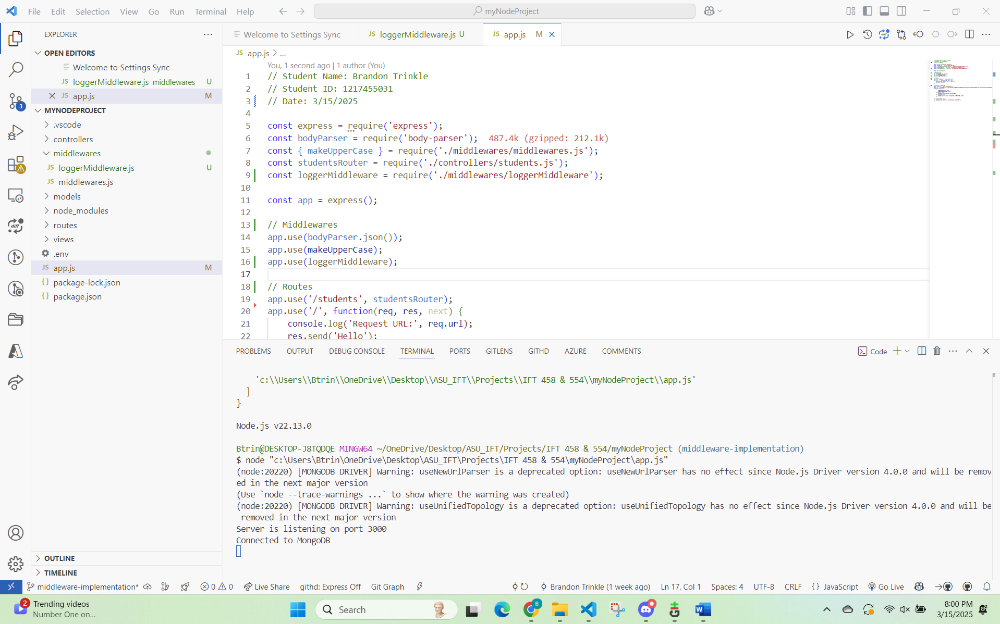 File Edit Selection View Go Run Terminal Help
myNodeProject
EXPLORER
Welcome to Settings Sync
loggerMiddleware.js U
app.js M
OPEN EDITORS
Welcome to Settings Sync
loggerMiddleware.js middlewares U
app.js M
3
MYNODEPROJECT
.vscode
controllers
middlewares
loggerMiddleware.js U
middlewares.js
models
node_modules
routes
views
.env
app.js M
package-lock.json
package.json
OUTLINE
TIMELINE
JS app.js > ...
You, 1 second ago | 1 author (You)
1 // Student Name: Brandon Trinkle
2 // Student ID: 1217455031
3 // Date: 3/15/2025
4
5 const express = require('express');
6 const bodyParser = require('body-parser'); 487.4k (gzipped: 212.1k)
7 const { makeUpperCase } = require('./middlewares/middlewares.js');
8 const studentsRouter = require('./controllers/students.js');
9 const loggerMiddleware = require('./middlewares/loggerMiddleware');
10
11 const app = express();
12
13 // Middlewares
14 app.use(bodyParser.json());
15 app.use(makeUpperCase);
16 app.use(loggerMiddleware);
17
18 // Routes
19 app.use('/students', studentsRouter);
20 app.use('/', function(req, res, next) {
21 console.log('Request URL:', req.url);
22 res.send('Hello');
PROBLEMS OUTPUT DEBUG CONSOLE TERMINAL PORTS GITLENS GITHD AZURE COMMENTS
Code
'c:\\Users\\Btrin\\OneDrive\\Desktop\\ASU_IFT\\Projects\\IFT 458 & 554\\myNodeProject\\app.js'
]
}
Node.js v22.13.0
Btrin@DESKTOP-J8TQDQE MINGW64 ~/OneDrive/Desktop/ASU_IFT/Projects/IFT 458 & 554/myNodeProject (middleware-implementation)
$ node "c:\Users\Btrin\OneDrive\Desktop\ASU_IFT\Projects\IFT 458 & 554\myNodeProject\app.js"
(node:20220) [MONGODB DRIVER] Warning: useNewUrlParser is a deprecated option: useNewUrlParser has no effect since Node.js Driver version 4.0.0 and will be remov
ed in the next major version
(Use `node --trace-warnings ...` to show where the warning was created)
(node:20220) [MONGODB DRIVER] Warning: useUnifiedTopology is a deprecated option: useUnifiedTopology has no effect since Node.js Driver version 4.0.0 and will be
removed in the next major version
Server is listening on port 3000
Connected to MongoDB
middleware-implementation* 0 0 Live Share githd: Express Off Git Graph Brandon Trinkle (1 week ago) Ln 17, Col 1 Spaces: 4 UTF-8 CRLF {} JavaScript Go Live
2
Trending videos
Number One on...
Search
B
8:00 PM
3/15/2025